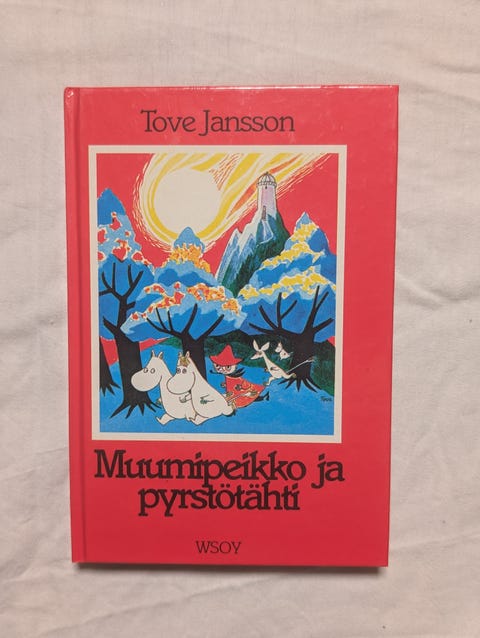 Tove Jansson
Muumipeikko ja
pyrstötähti
WSOY